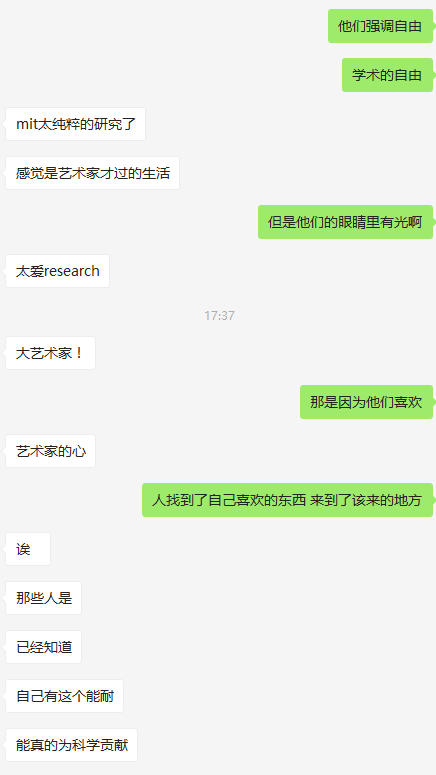 他们强调自由
学术的自由
mit太纯粹的研究了
感觉是艺术家才过的生活
但是他们的眼睛里有光啊
太爱research
17:37
大艺术家！
那是因为他们喜欢
艺术家的心
人找到了自己喜欢的东西 来到了该来的地方
诶
那些人是
已经知道
自己有这个能耐
能真的为科学贡献